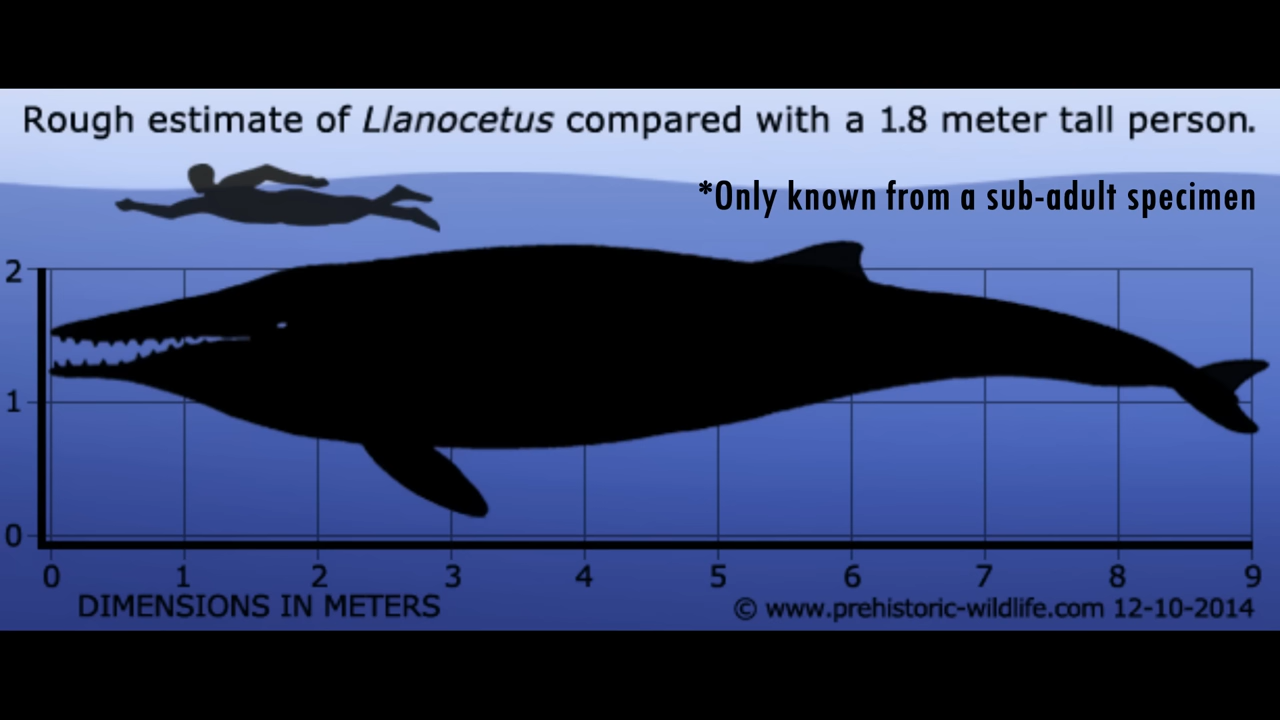 Rough estimate of Llanocetus compared with a 1.8 meter tall person.
*Only known from a sub-adult specimen
2
1
0
0 1 2 3 4 5 6 7 8 9
DIMENSIONS IN METERS © www.prehistoric-wildlife.com 12-10-2014